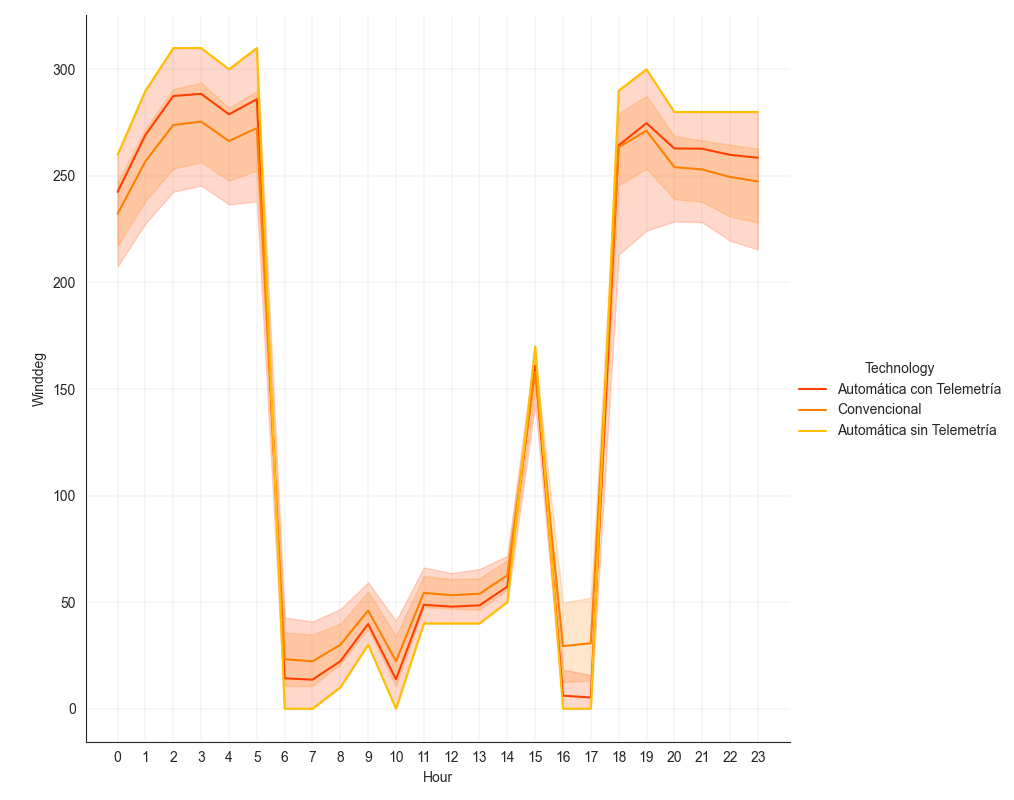 300
250
200
150
100
50
0
Winddeg
0 1 2 3 4 5 6 7 8 9 10 11 12 13 14 15 16 17 18 19 20 21 22 23
Hour
Technology
Automática con Telemetría
Convencional
Automática sin Telemetría